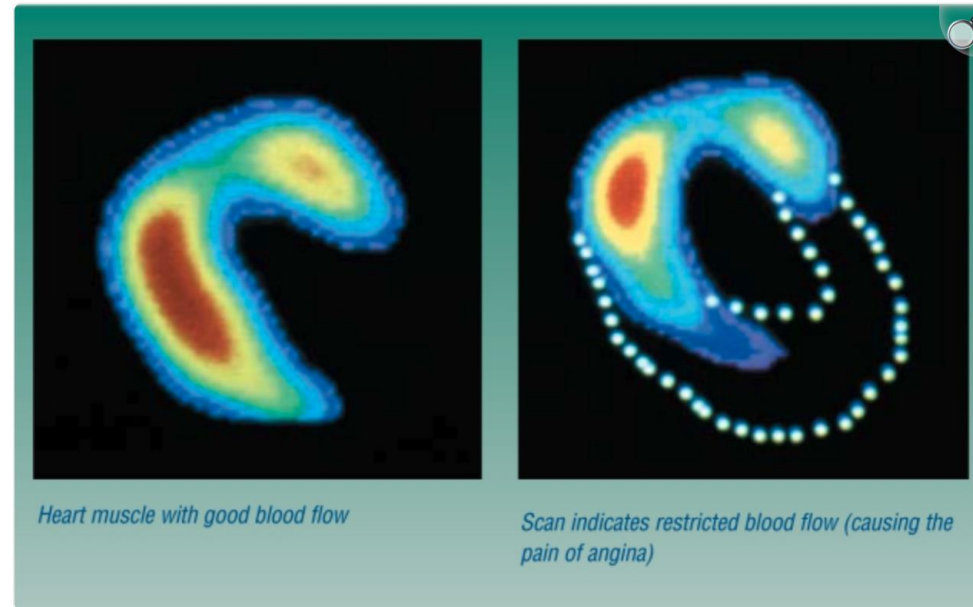 Heart muscle with good blood flow
Scan indicates restricted blood flow (causing the
pain of angina)